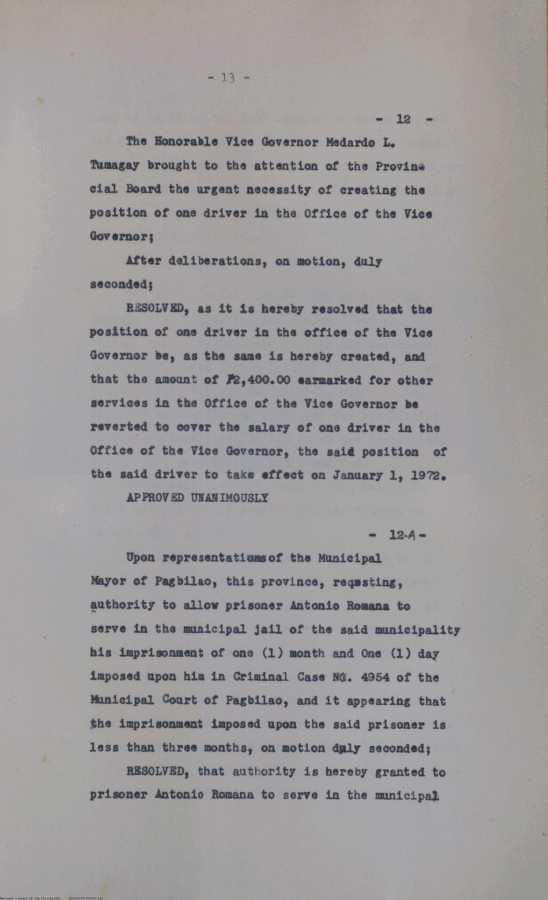 - 13 -
- 12 -
The Honorable Vice Governor Medardo L.
Tumagay brought to the attention of the Provin-
cial Board the urgent necessity of creating the
position of one driver in the Office of the Vice
Governor;
After deliberations, on motion, duly
seconded;
RESOLVED, as it is hereby resolved that the
position of one driver in the office of the Vice
Governor be, as the same is hereby created, and
that the amount of ₱2,400.00 earmarked for other
services in the Office of the Vice Governor be
reverted to cover the salary of one driver in the
Office of the Vice Governor, the said position of
the said driver to take effect on January 1, 1972.
APPROVED UNANIMOUSLY
- 12-A -
Upon representations of the Municipal
Mayor of Pagbilao, this province, reqesting,
authority to allow prisoner Antonio Romana to
serve in the municipal jail of the said municipality
his imprisonment of one (1) month and One (1) day
imposed upon him in Criminal Case NO. 4954 of the
Municipal Court of Pagbilao, and it appearing that
the imprisonment imposed upon the said prisoner is
less than three months, on motion duly seconded;
RESOLVED, that authority is hereby granted to
prisoner Antonio Romana to serve in the municipal